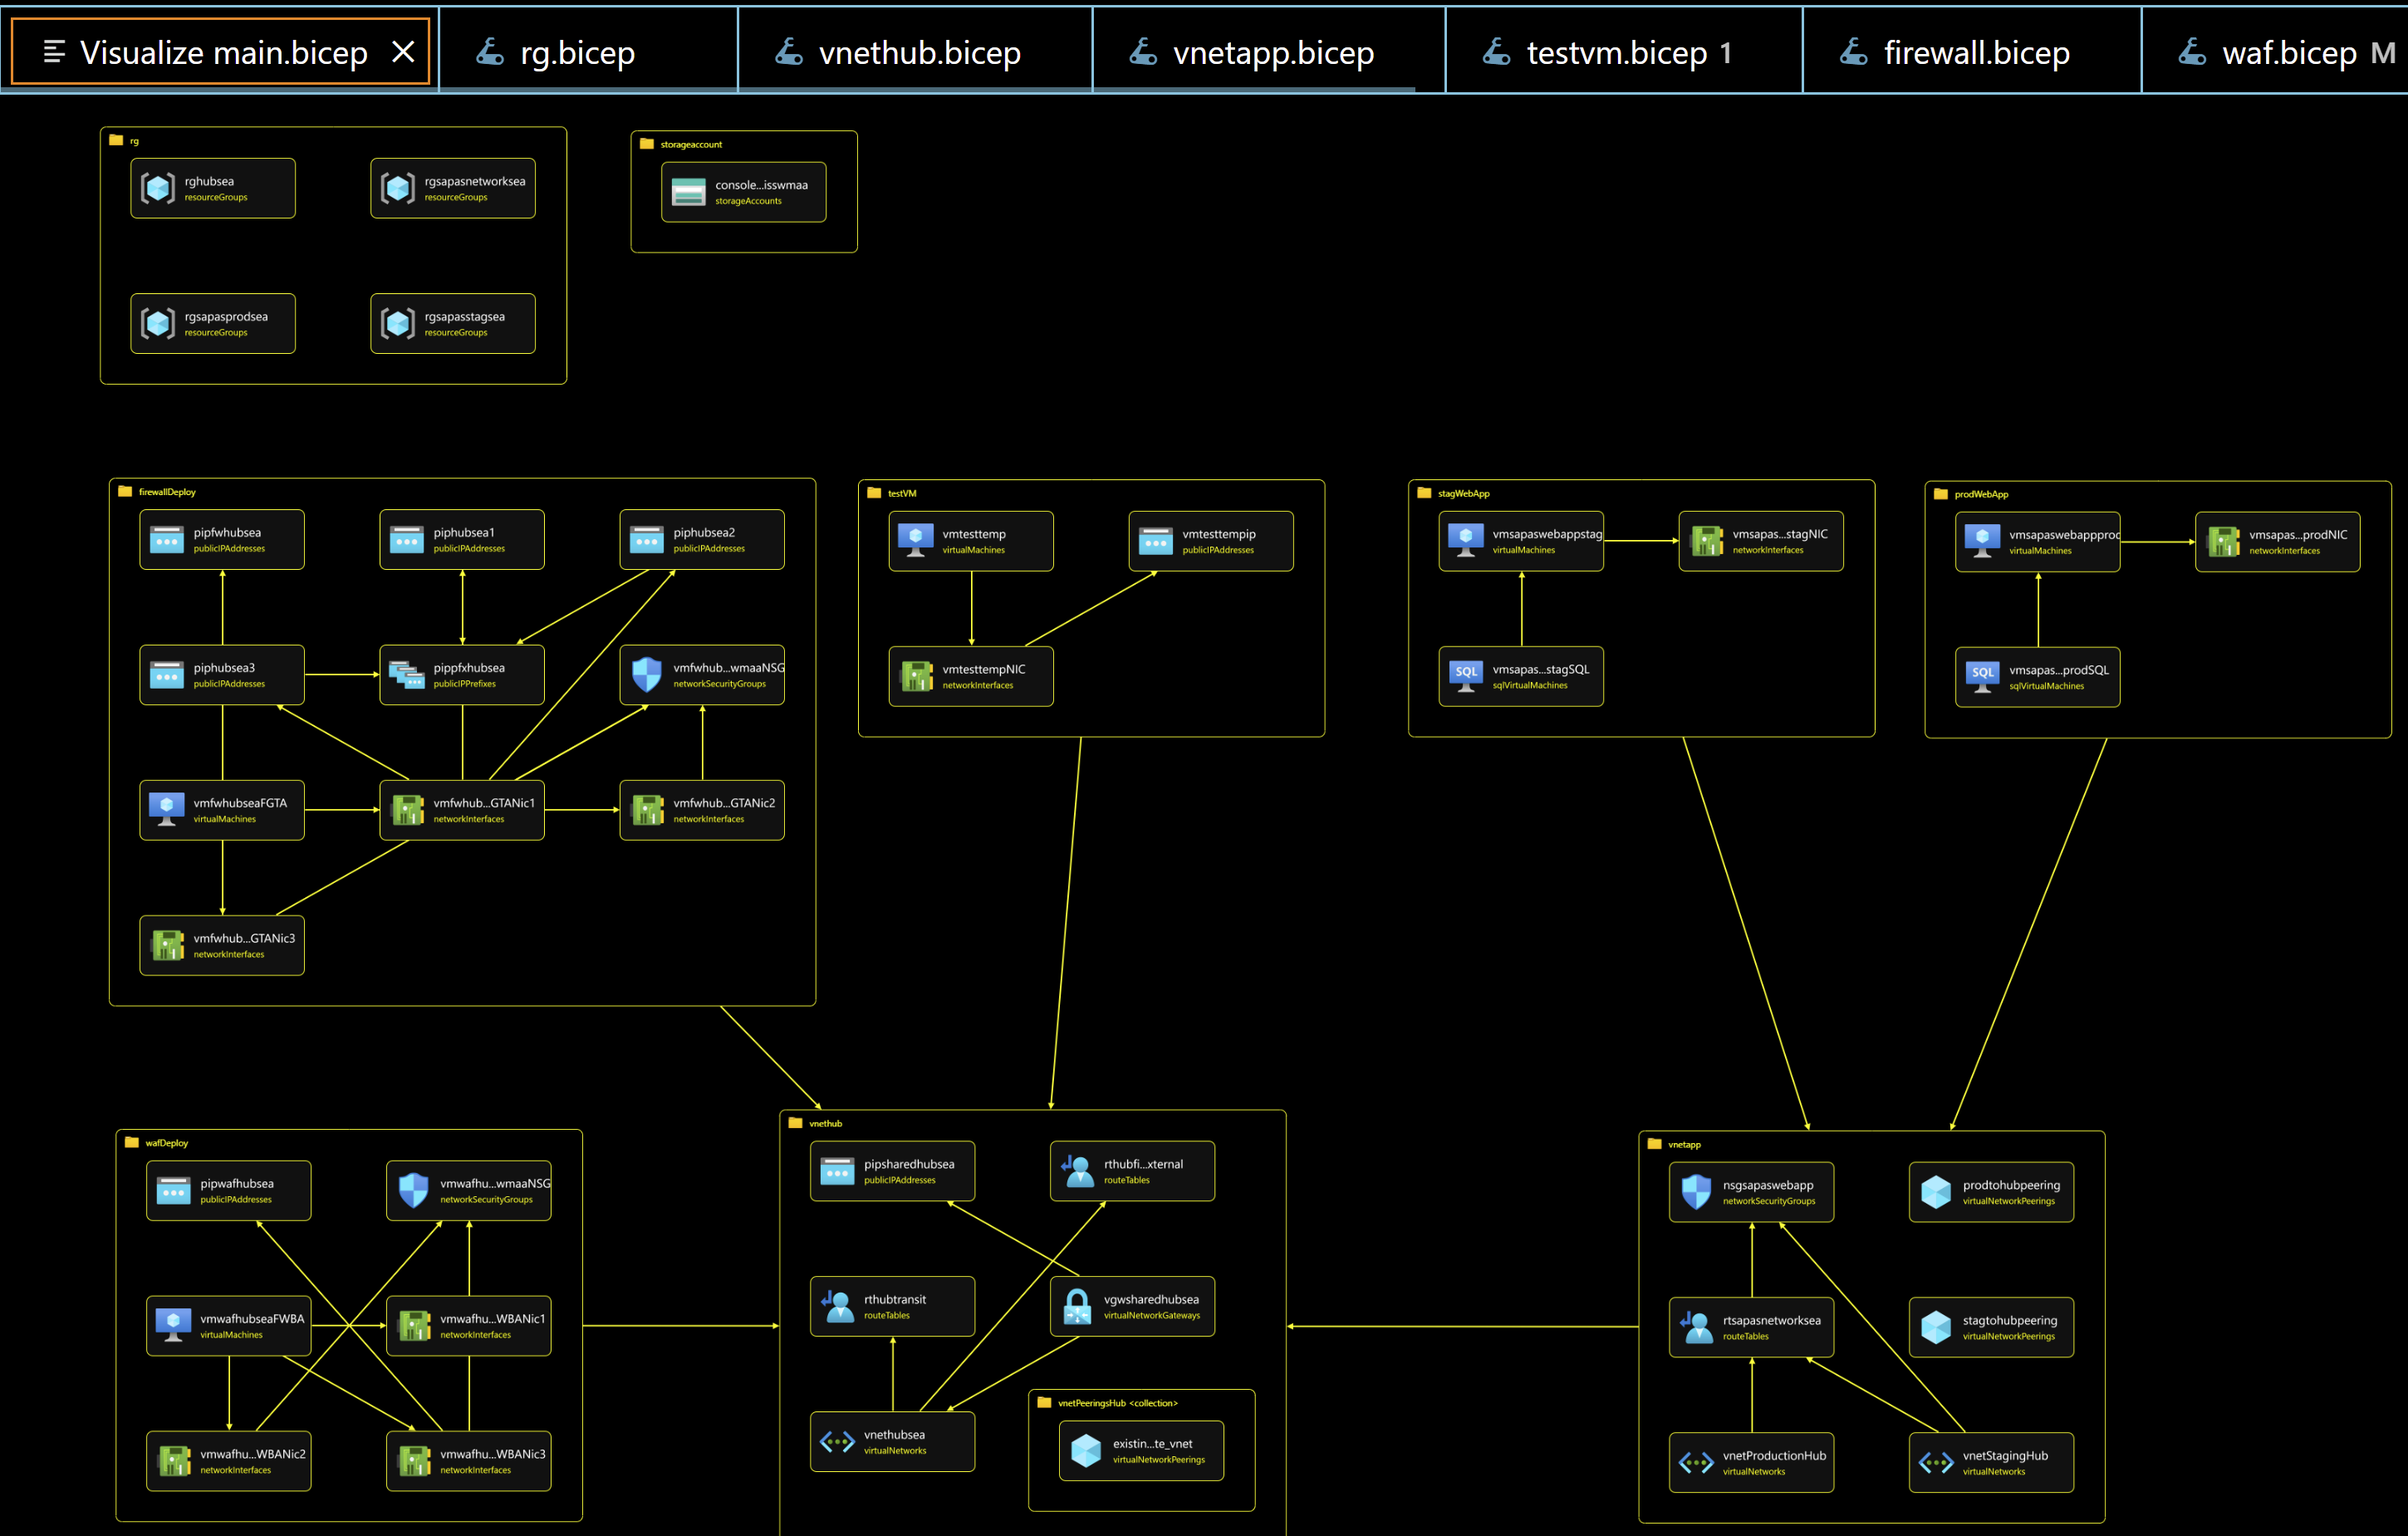 Visualize main.bicep
rg.bicep
vnethub.bicep
vnetapp.bicep
testvm.bicep 1
firewall.bicep
waf.bicep M
rg
rghubsea
resourceGroups
rgsapasnetworksea
resourceGroups
rgsapasprodsea
resourceGroups
rgsapasstagsea
resourceGroups
storageaccount
console...isswmaa
storageAccounts
firewallDeploy
pipfwhubsea
publicIPAddresses
piphubsea1
publicIPAddresses
piphubsea2
publicIPAddresses
piphubsea3
publicIPAddresses
pippfxhubsea
publicIPPrefixes
vmfwhub...wmaaNSG
networkSecurityGroups
vmfwhubseaFGTA
virtualMachines
vmfwhub...GTANic1
networkInterfaces
vmfwhub...GTANic2
networkInterfaces
vmfwhub...GTANic3
networkInterfaces
testVM
vmtesttemp
virtualMachines
vmtesttempip
publicIPAddresses
vmtesttempNIC
networkInterfaces
stagWebApp
vmsapaswebappstag
virtualMachines
vmsapas...stagNIC
networkInterfaces
SQL
vmsapas...stagSQL
sqlVirtualMachines
prodWebApp
vmsapaswebappprod
virtualMachines
vmsapas...prodNIC
networkInterfaces
SQL
vmsapas...prodSQL
sqlVirtualMachines
wafDeploy
pipwafhubsea
publicIPAddresses
vmwafhu...wmaaNSG
networkSecurityGroups
vmwafhubseaFWBA
virtualMachines
vmwafhu...WBANic1
networkInterfaces
vmwafhu...WBANic2
networkInterfaces
vmwafhu...WBANic3
networkInterfaces
vnethub
pipsharedhubsea
publicIPAddresses
rthubfi...xternal
routeTables
rthubtransit
routeTables
vgwsharedhubsea
virtualNetworkGateways
vnethubsea
virtualNetworks
vnetPeeringsHub <collection>
existin...te_vnet
virtualNetworkPeerings
vnetapp
nsgsapaswebapp
networkSecurityGroups
prodtohubpeering
virtualNetworkPeerings
rtsapasnetworksea
routeTables
stagtohubpeering
virtualNetworkPeerings
vnetProductionHub
virtualNetworks
vnetStagingHub
virtualNetworks